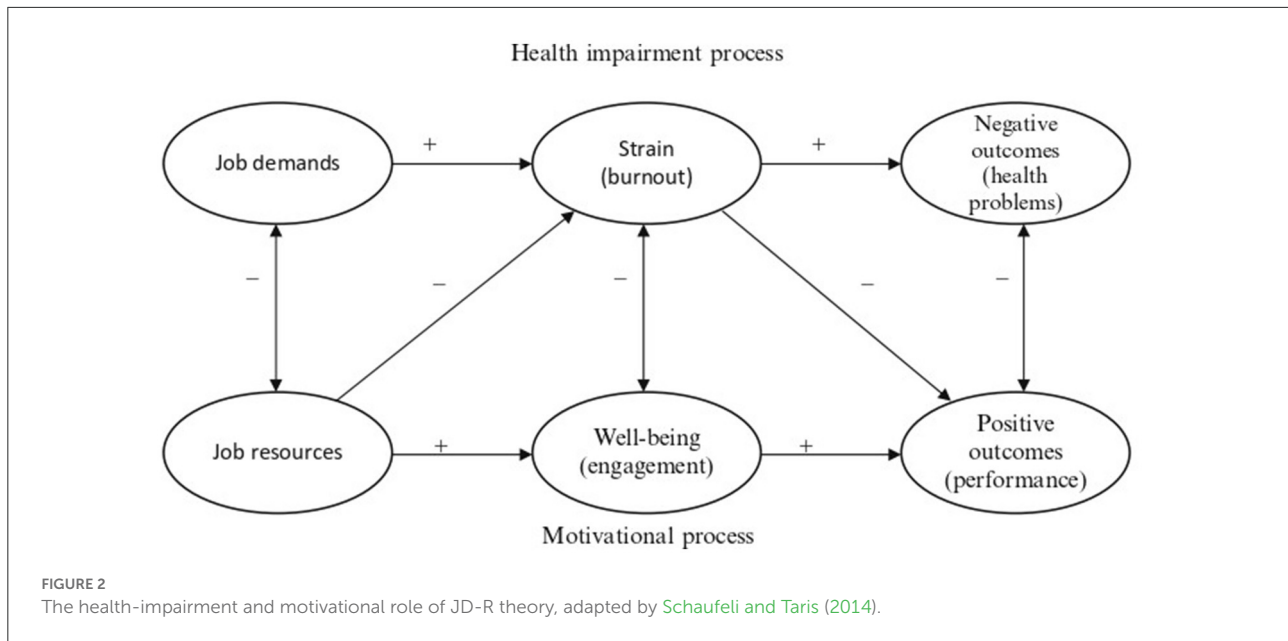 Health impairment process
Job demands
+
Strain
(burnout)
+
Negative
outcomes
(health
problems)
−
−
−
−
−
Job resources
+
Well-being
(engagement)
+
Positive
outcomes
(performance)
Motivational process
FIGURE 2
The health-impairment and motivational role of JD-R theory, adapted by Schaufeli and Taris (2014).